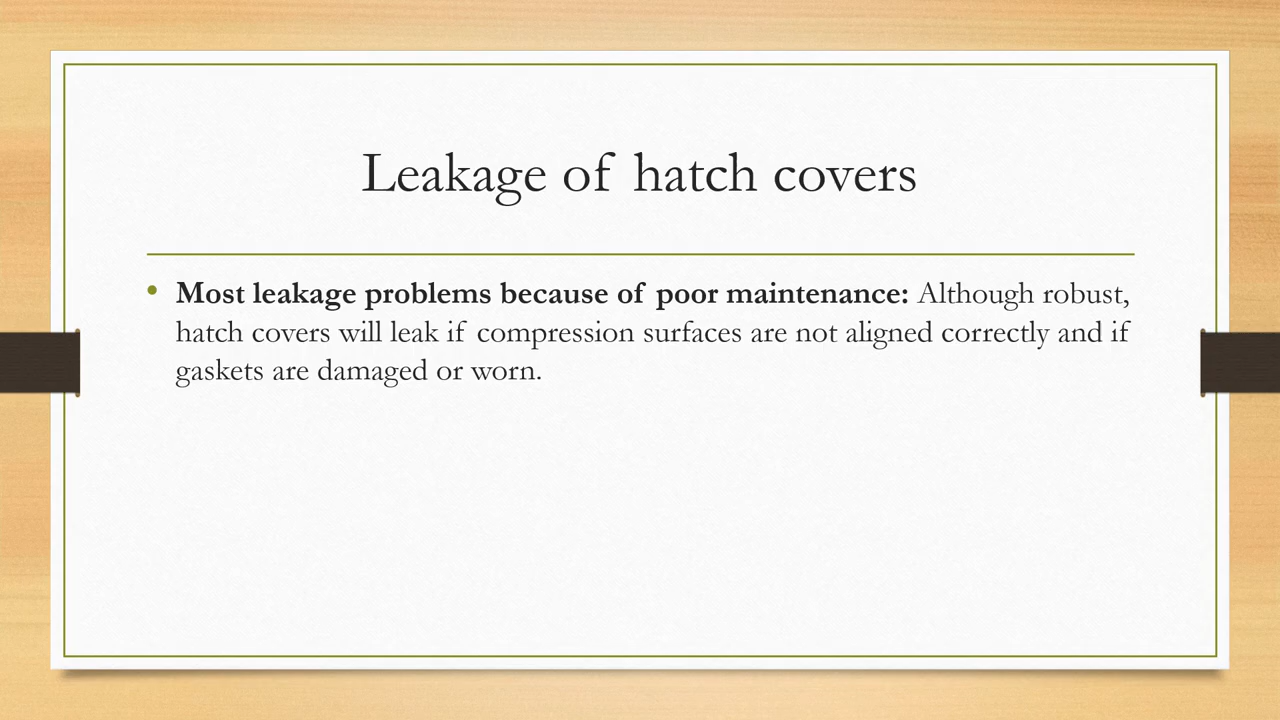 Leakage of hatch covers
• Most leakage problems because of poor maintenance: Although robust,
hatch covers will leak if compression surfaces are not aligned correctly and if
gaskets are damaged or worn.